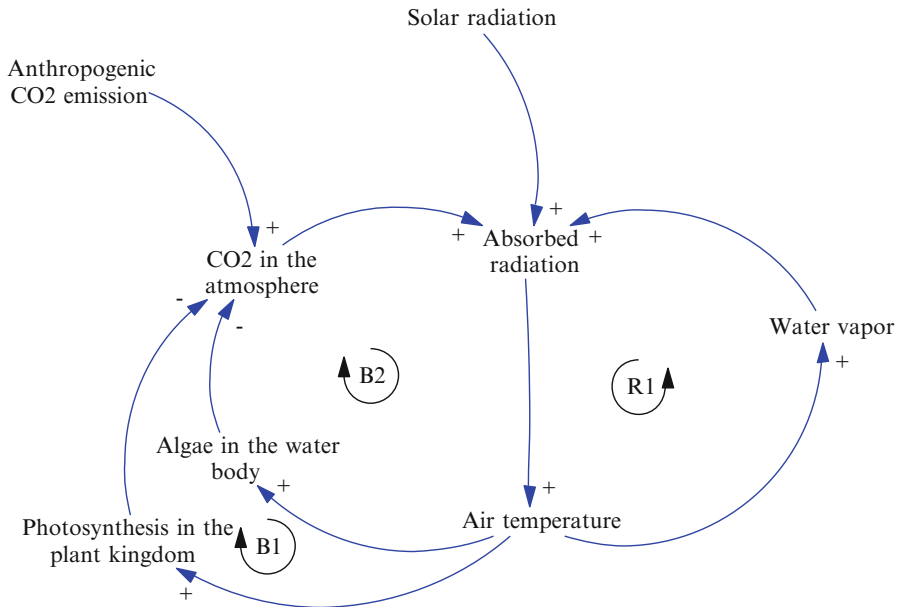 Solar radiation
Anthropogenic
CO2 emission
+
+
+
+
Absorbed
radiation
CO2 in the
atmosphere
-
-
Water vapor
+
B2
R1
Algae in the water
body
+
+
Air temperature
Photosynthesis in the
plant kingdom
B1
+